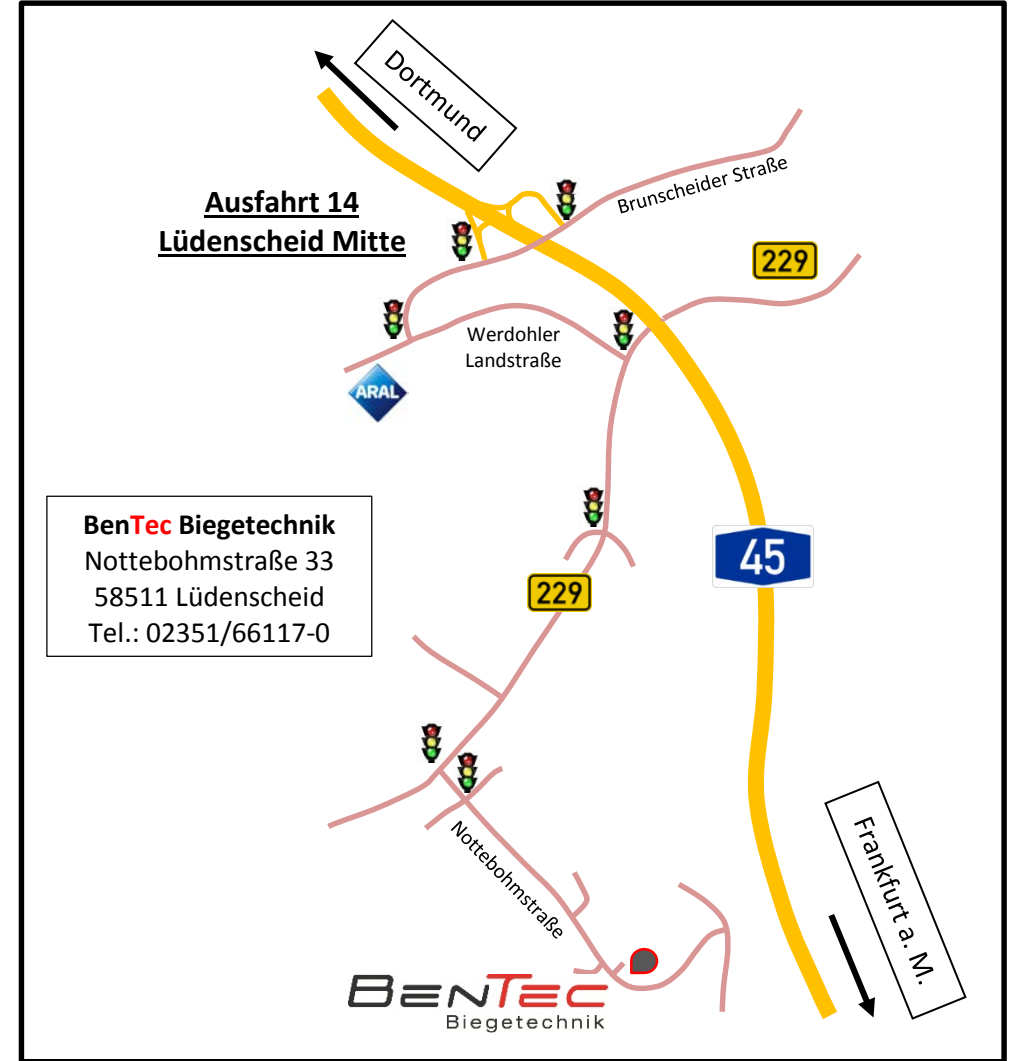 Dortmund
Brunscheider Straße
Ausfahrt 14
Lüdenscheid Mitte
229
Werdohler
Landstraße
ARAL
BenTec Biegetechnik
Nottebohmstraße 33
58511 Lüdenscheid
Tel.: 02351/66117-0
45
229
Nottebohmstraße
Frankfurt a. M.
BENTEC
Biegetechnik